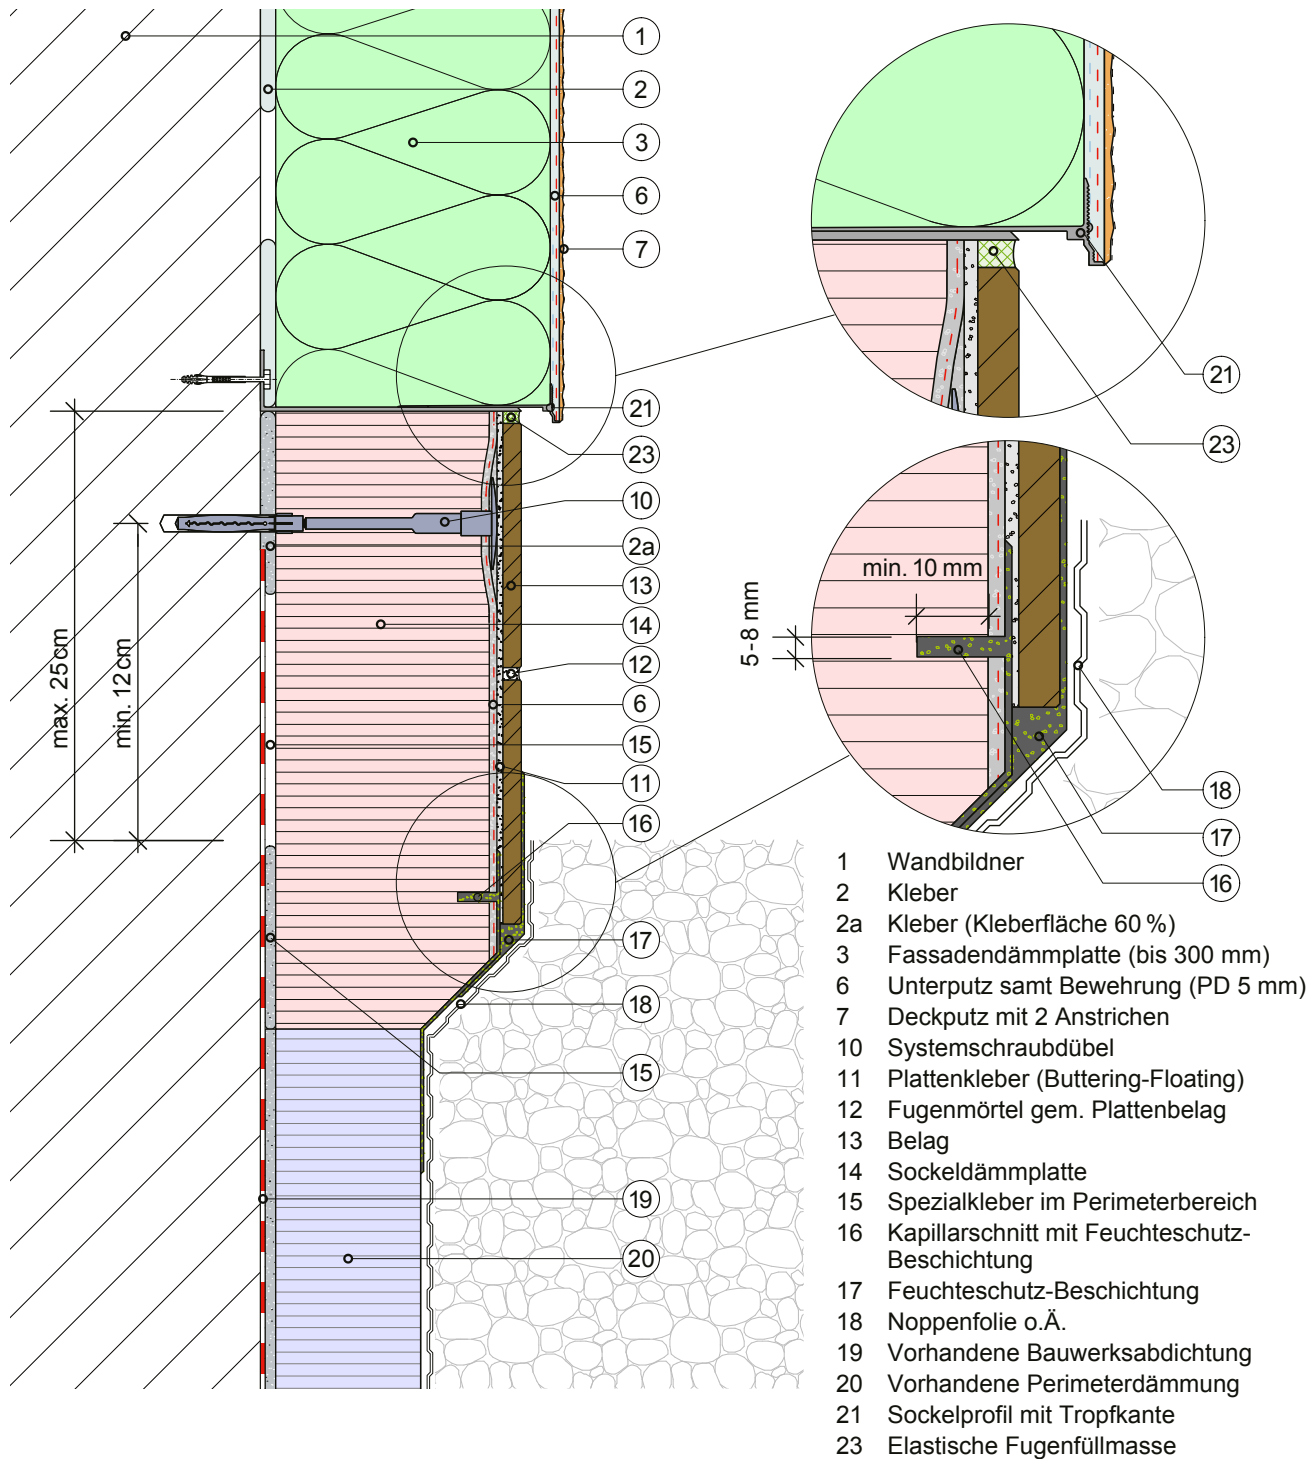 1
2
3
6
7
21
23
10
2a
13
14
12
6
15
11
16
17
18
15
19
20
max. 25cm
min. 12cm
21
23
min. 10 mm
5-8 mm
18
17
16
1 Wandbildner
2 Kleber
2a Kleber (Kleberfläche 60 %)
3 Fassadendämmplatte (bis 300 mm)
6 Unterputz samt Bewehrung (PD 5 mm)
7 Deckputz mit 2 Anstrichen
10 Systemschraubdübel
11 Plattenkleber (Buttering-Floating)
12 Fugenmörtel gem. Plattenbelag
13 Belag
14 Sockeldämmplatte
15 Spezialkleber im Perimeterbereich
16 Kapillarschnitt mit Feuchteschutz-
Beschichtung
17 Feuchteschutz-Beschichtung
18 Noppenfolie o.Ä.
19 Vorhandene Bauwerksabdichtung
20 Vorhandene Perimeterdämmung
21 Sockelprofil mit Tropfkante
23 Elastische Fugenfüllmasse